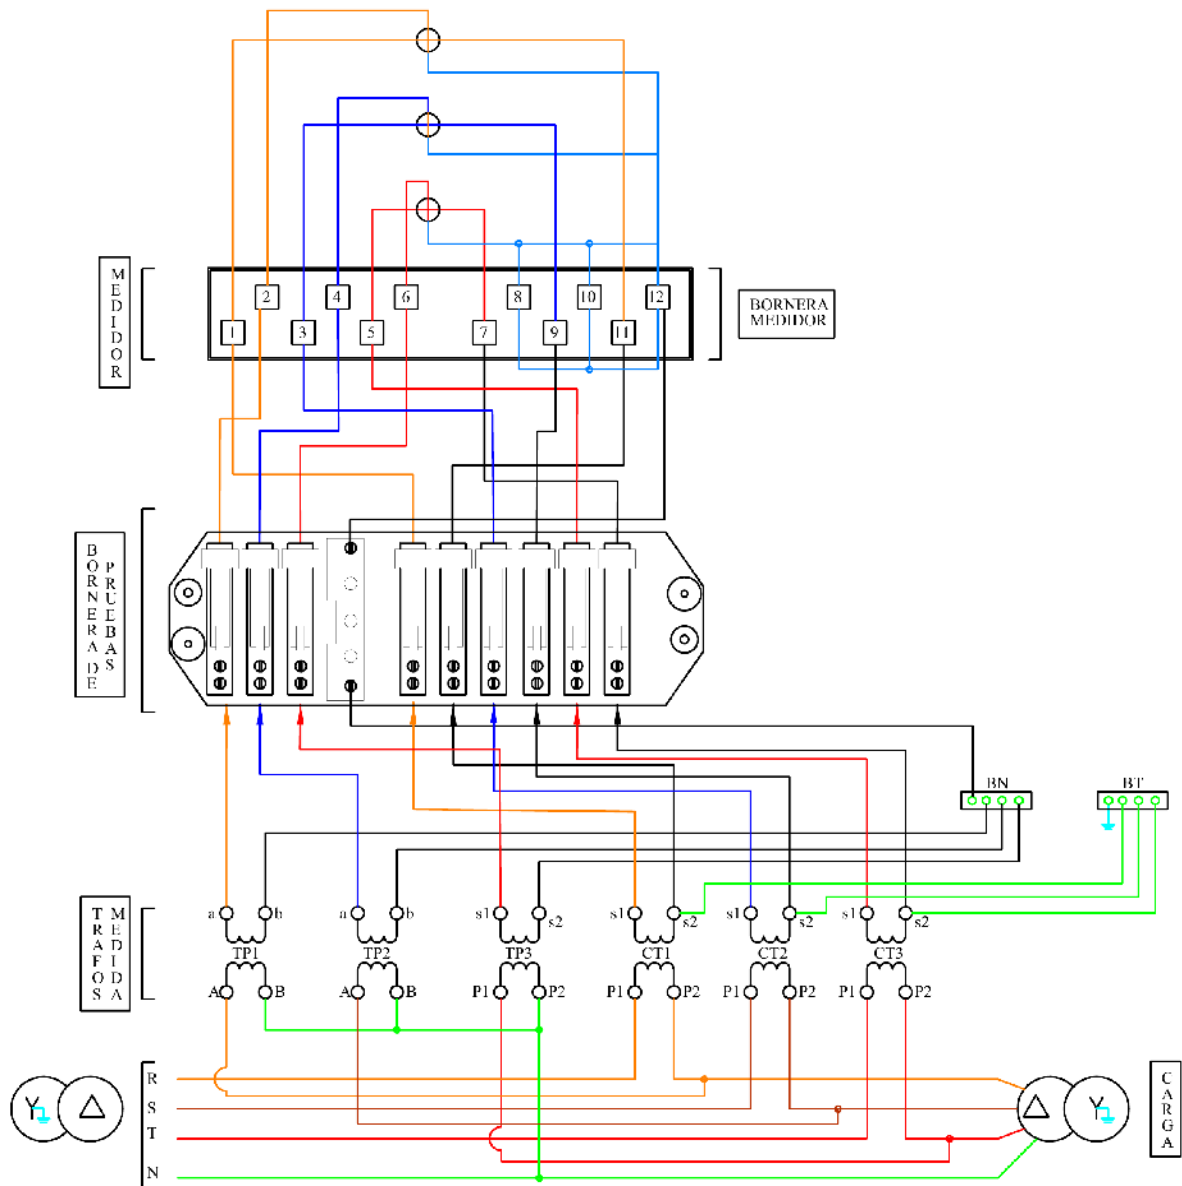 MEDIDOR
2
4
6
8
10
12
1
3
5
7
9
11
BORNERA
MEDIDOR
BORNERA DE
PRUEBAS
BN
BT
TRAFOS
MEDIDA
a
b
a
b
s1
s2
s1
s2
s1
s2
s1
s2
TP1
TP2
TP3
CT1
CT2
CT3
A
B
A
B
P1
P2
P1
P2
P1
P2
P1
P2
R
S
T
N
CARGA